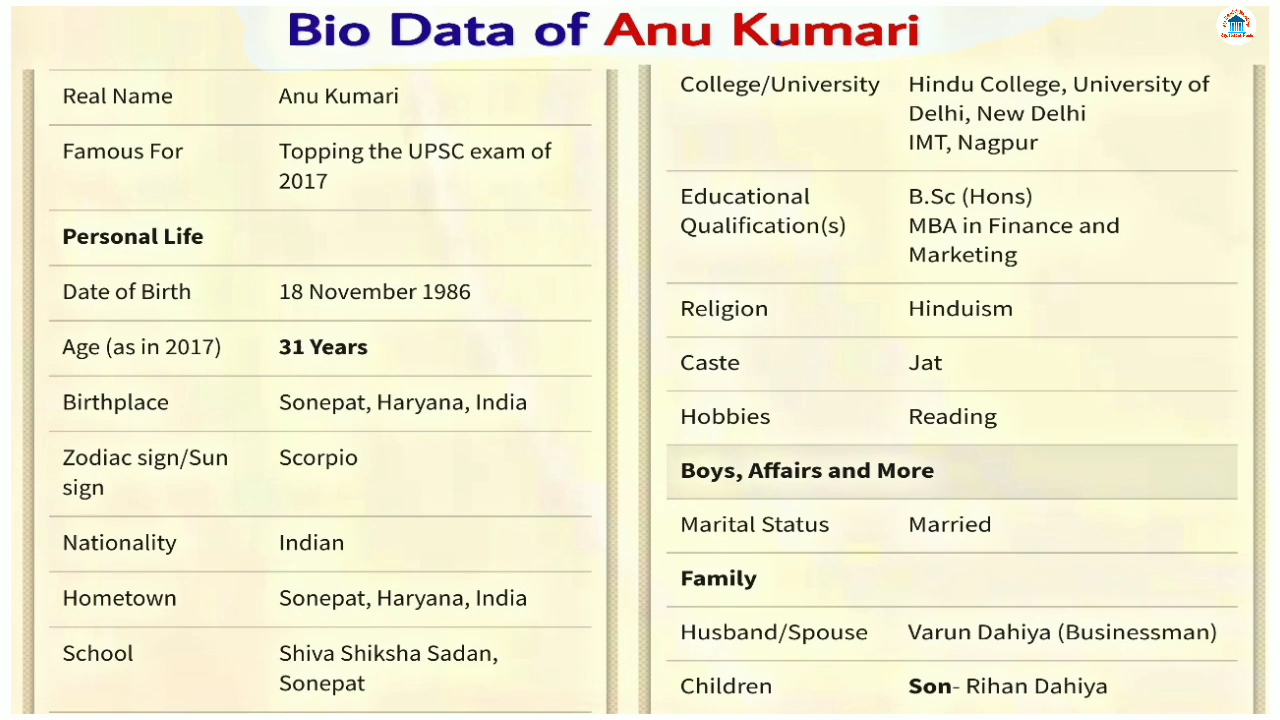 Bio Data of Anu Kumari
Real Name Anu Kumari
Famous For Topping the UPSC exam of
2017
Personal Life
Date of Birth 18 November 1986
Age (as in 2017) 31 Years
Birthplace Sonepat, Haryana, India
Zodiac sign/Sun Scorpio
sign
Nationality Indian
Hometown Sonepat, Haryana, India
School Shiva Shiksha Sadan,
Sonepat
College/University Hindu College, University of
Delhi, New Delhi
IMT, Nagpur
Educational B.Sc (Hons)
Qualification(s) MBA in Finance and
Marketing
Religion Hinduism
Caste Jat
Hobbies Reading
Boys, Affairs and More
Marital Status Married
Family
Husband/Spouse Varun Dahiya (Businessman)
Children Son- Rihan Dahiya